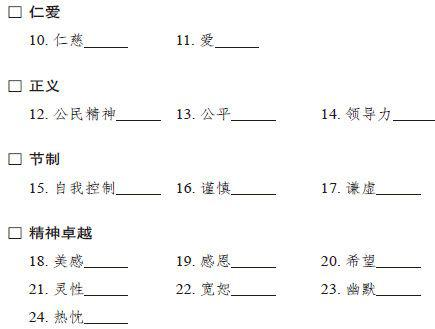 □ 仁爱
10. 仁慈______ 11. 爱______
□ 正义
12. 公民精神______ 13. 公平______ 14. 领导力______
□ 节制
15. 自我控制______ 16. 谨慎______ 17. 谦虚______
□ 精神卓越
18. 美感______ 19. 感恩______ 20. 希望______
21. 灵性______ 22. 宽恕______ 23. 幽默______
24. 热忱______